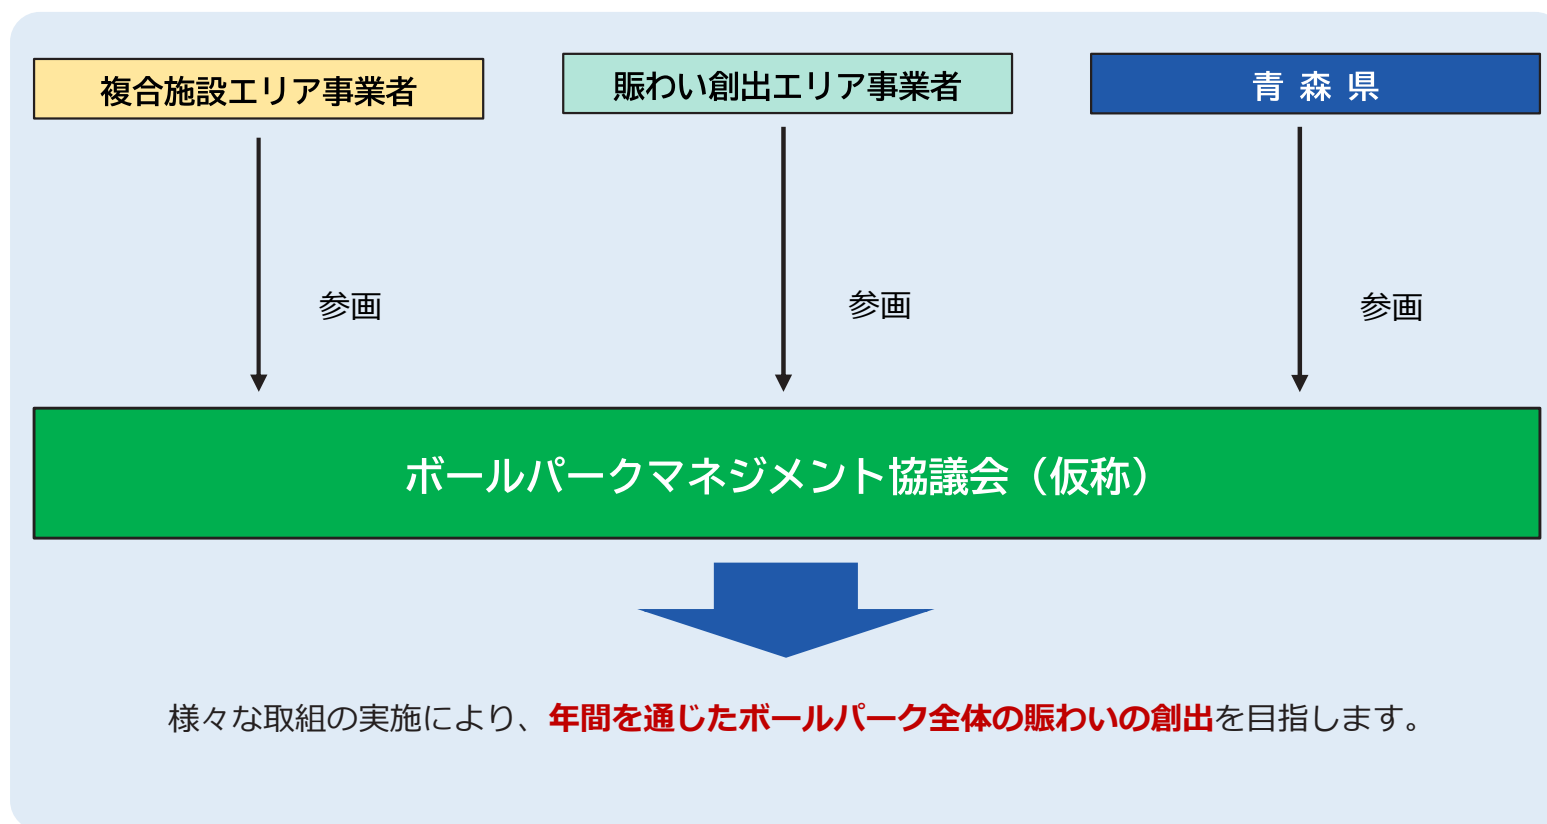 複合施設エリア事業者
賑わい創出エリア事業者
青 森 県
参画
参画
参画
ボールパークマネジメント協議会（仮称）
様々な取組の実施により、年間を通じたボールパーク全体の賑わいの創出を目指します。